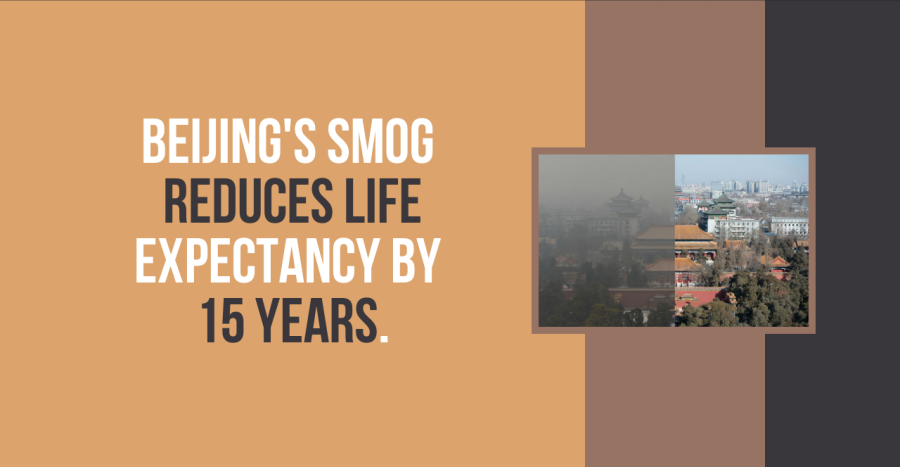 BEIJING'S SMOG
REDUCES LIFE
EXPECTANCY BY
15 YEARS.